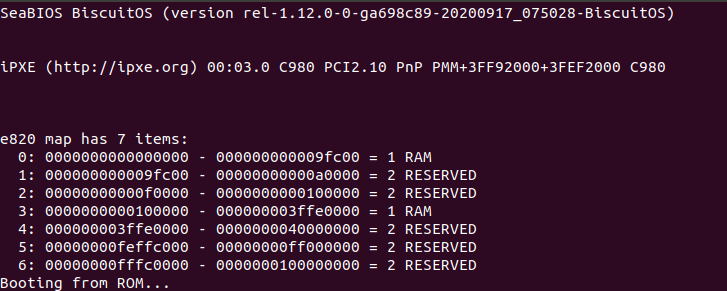 SeaBIOS BiscuitOS (version rel-1.12.0-0-ga698c89-20200917_075028-BiscuitOS)
iPXE (http://ipxe.org) 00:03.0 C980 PCI2.10 PnP PMM+3FF92000+3FEF2000 C980
e820 map has 7 items:
0: 0000000000000000 - 000000000009fc00 = 1 RAM
1: 000000000009fc00 - 00000000000a0000 = 2 RESERVED
2: 00000000000f0000 - 0000000000100000 = 2 RESERVED
3: 0000000000100000 - 000000003ffe0000 = 1 RAM
4: 000000003ffe0000 - 0000000040000000 = 2 RESERVED
5: 00000000feffc000 - 00000000ff000000 = 2 RESERVED
6: 00000000fffc0000 - 0000000100000000 = 2 RESERVED
Booting from ROM...